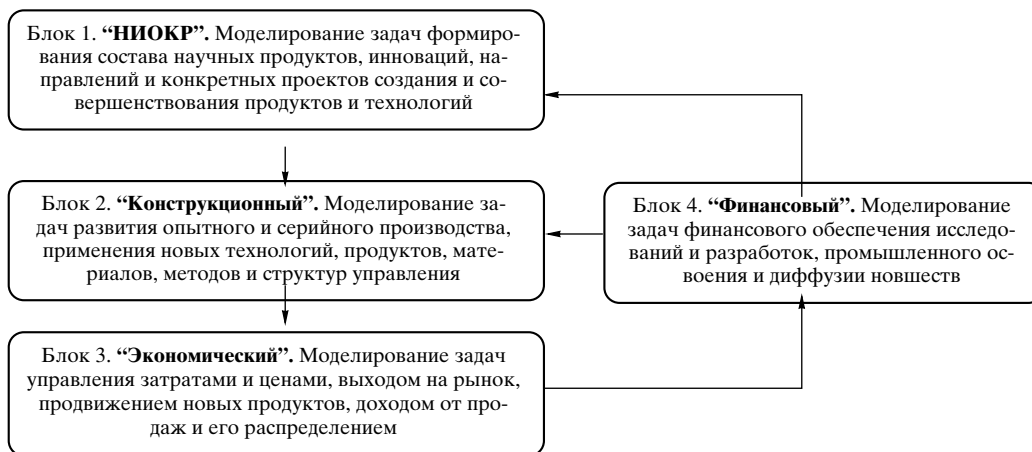 Блок 1. “НИОКР”. Моделирование задач формиро-
вания состава научных продуктов, инноваций, на-
правлений и конкретных проектов создания и со-
вершенствования продуктов и технологий
Блок 2. “Конструкционный”. Моделирование за-
дач развития опытного и серийного производства,
применения новых технологий, продуктов, мате-
риалов, методов и структур управления
Блок 4. “Финансовый”. Моделирование
задач финансового обеспечения исследо-
ваний и разработок, промышленного ос-
воения и диффузии новшеств
Блок 3. “Экономический”. Моделирование задач
управления затратами и ценами, выходом на рынок,
продвижением новых продуктов, доходом от про-
даж и его распределением